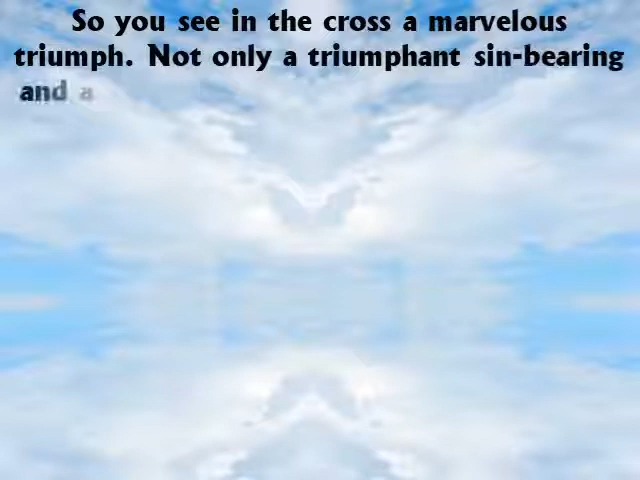 So you see in the cross a marvelous
triumph. Not only a triumphant sin-bearing
and a